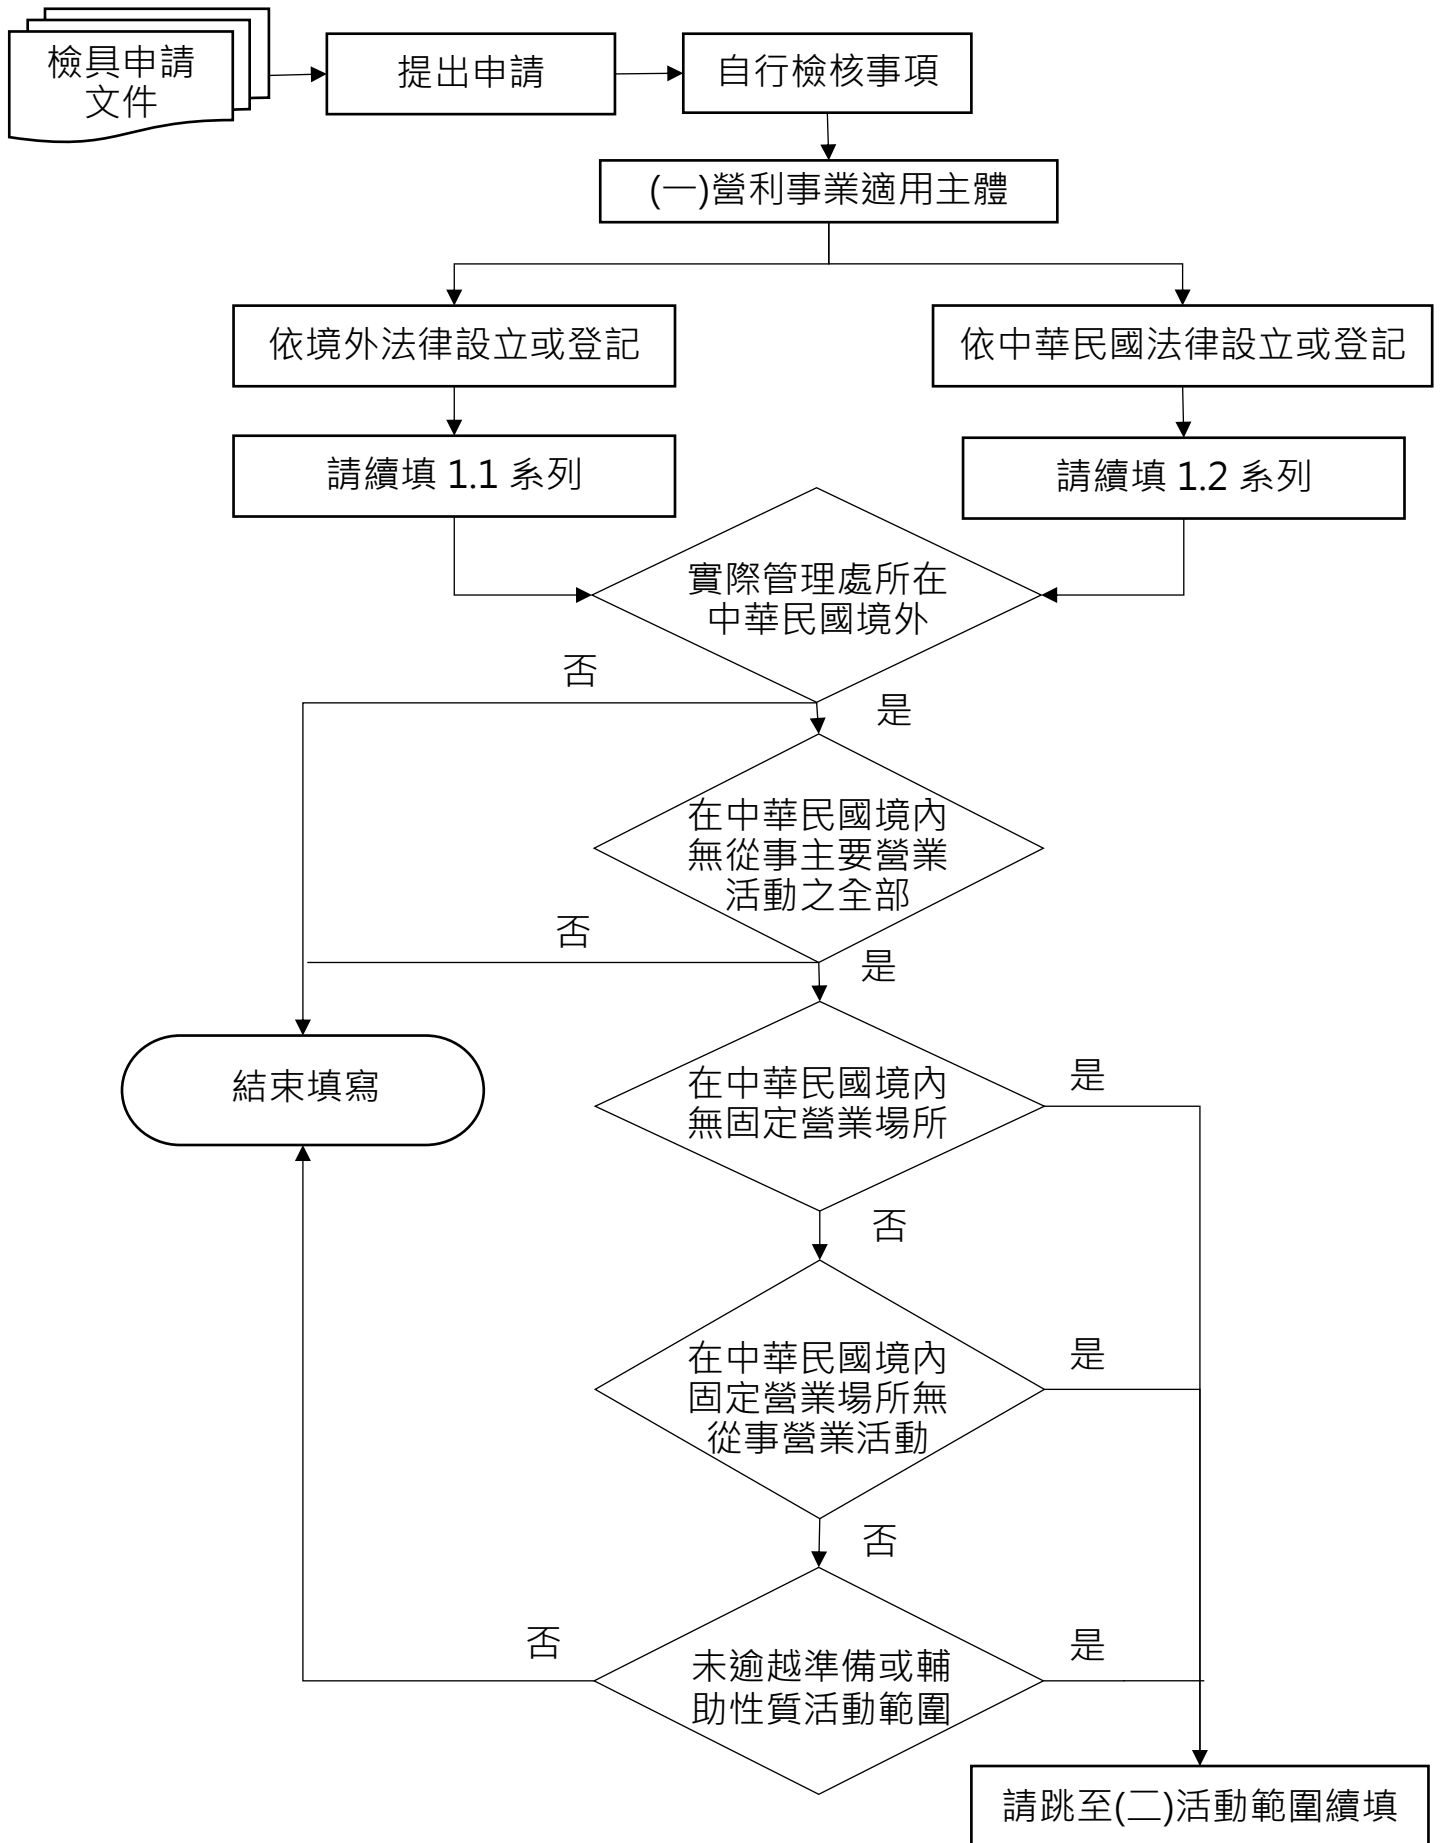 檢具申請
文件
提出申請
自行檢核事項
(一)營利事業適用主體
依境外法律設立或登記
依中華民國法律設立或登記
請續填 1.1 系列
請續填 1.2 系列
實際管理處所在
中華民國境外
否
是
在中華民國境內
無從事主要營業
活動之全部
否
是
結束填寫
在中華民國境內
無固定營業場所
是
否
在中華民國境內
固定營業場所無
從事營業活動
是
否
否
未逾越準備或輔
助性質活動範圍
是
請跳至(二)活動範圍續填